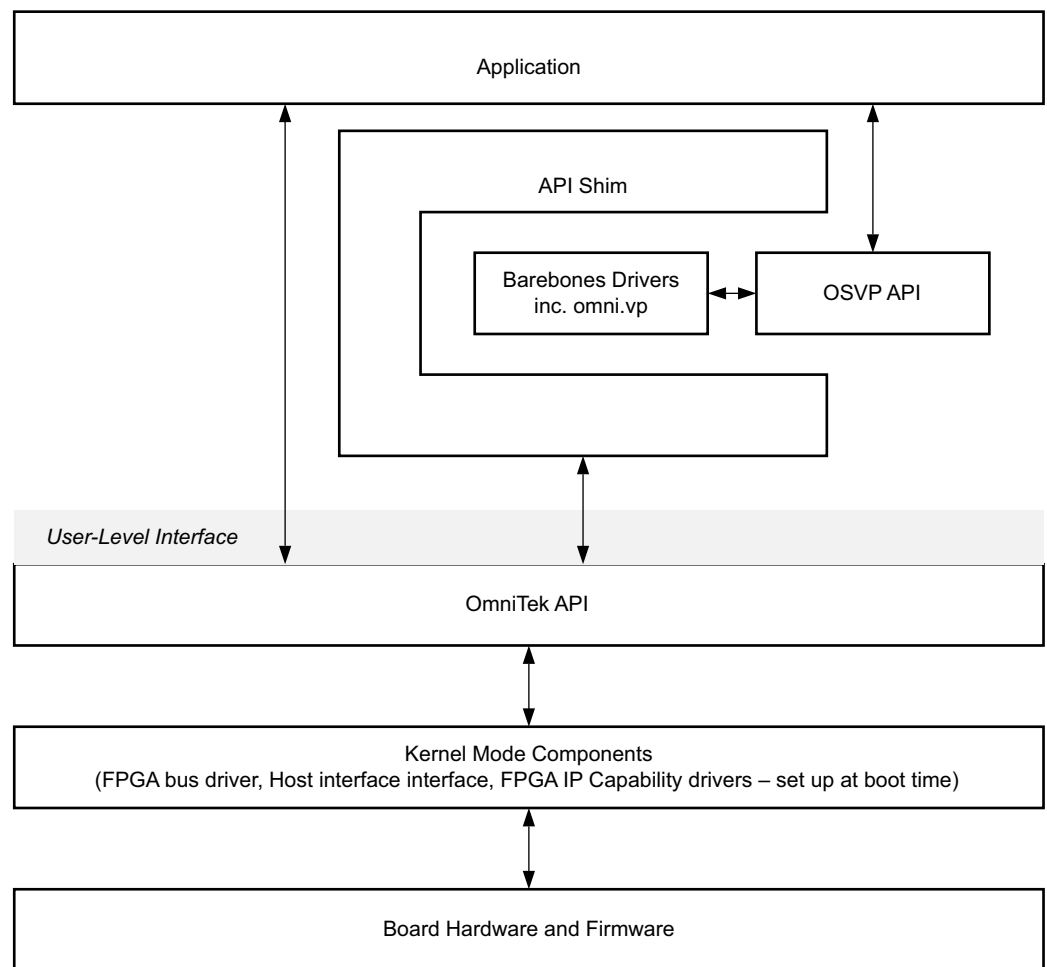 Application
API Shim
Barebones Drivers
inc. omni.vp
OSVP API
User-Level Interface
OmniTek API
Kernel Mode Components
(FPGA bus driver, Host interface interface, FPGA IP Capability drivers – set up at boot time)
Board Hardware and Firmware